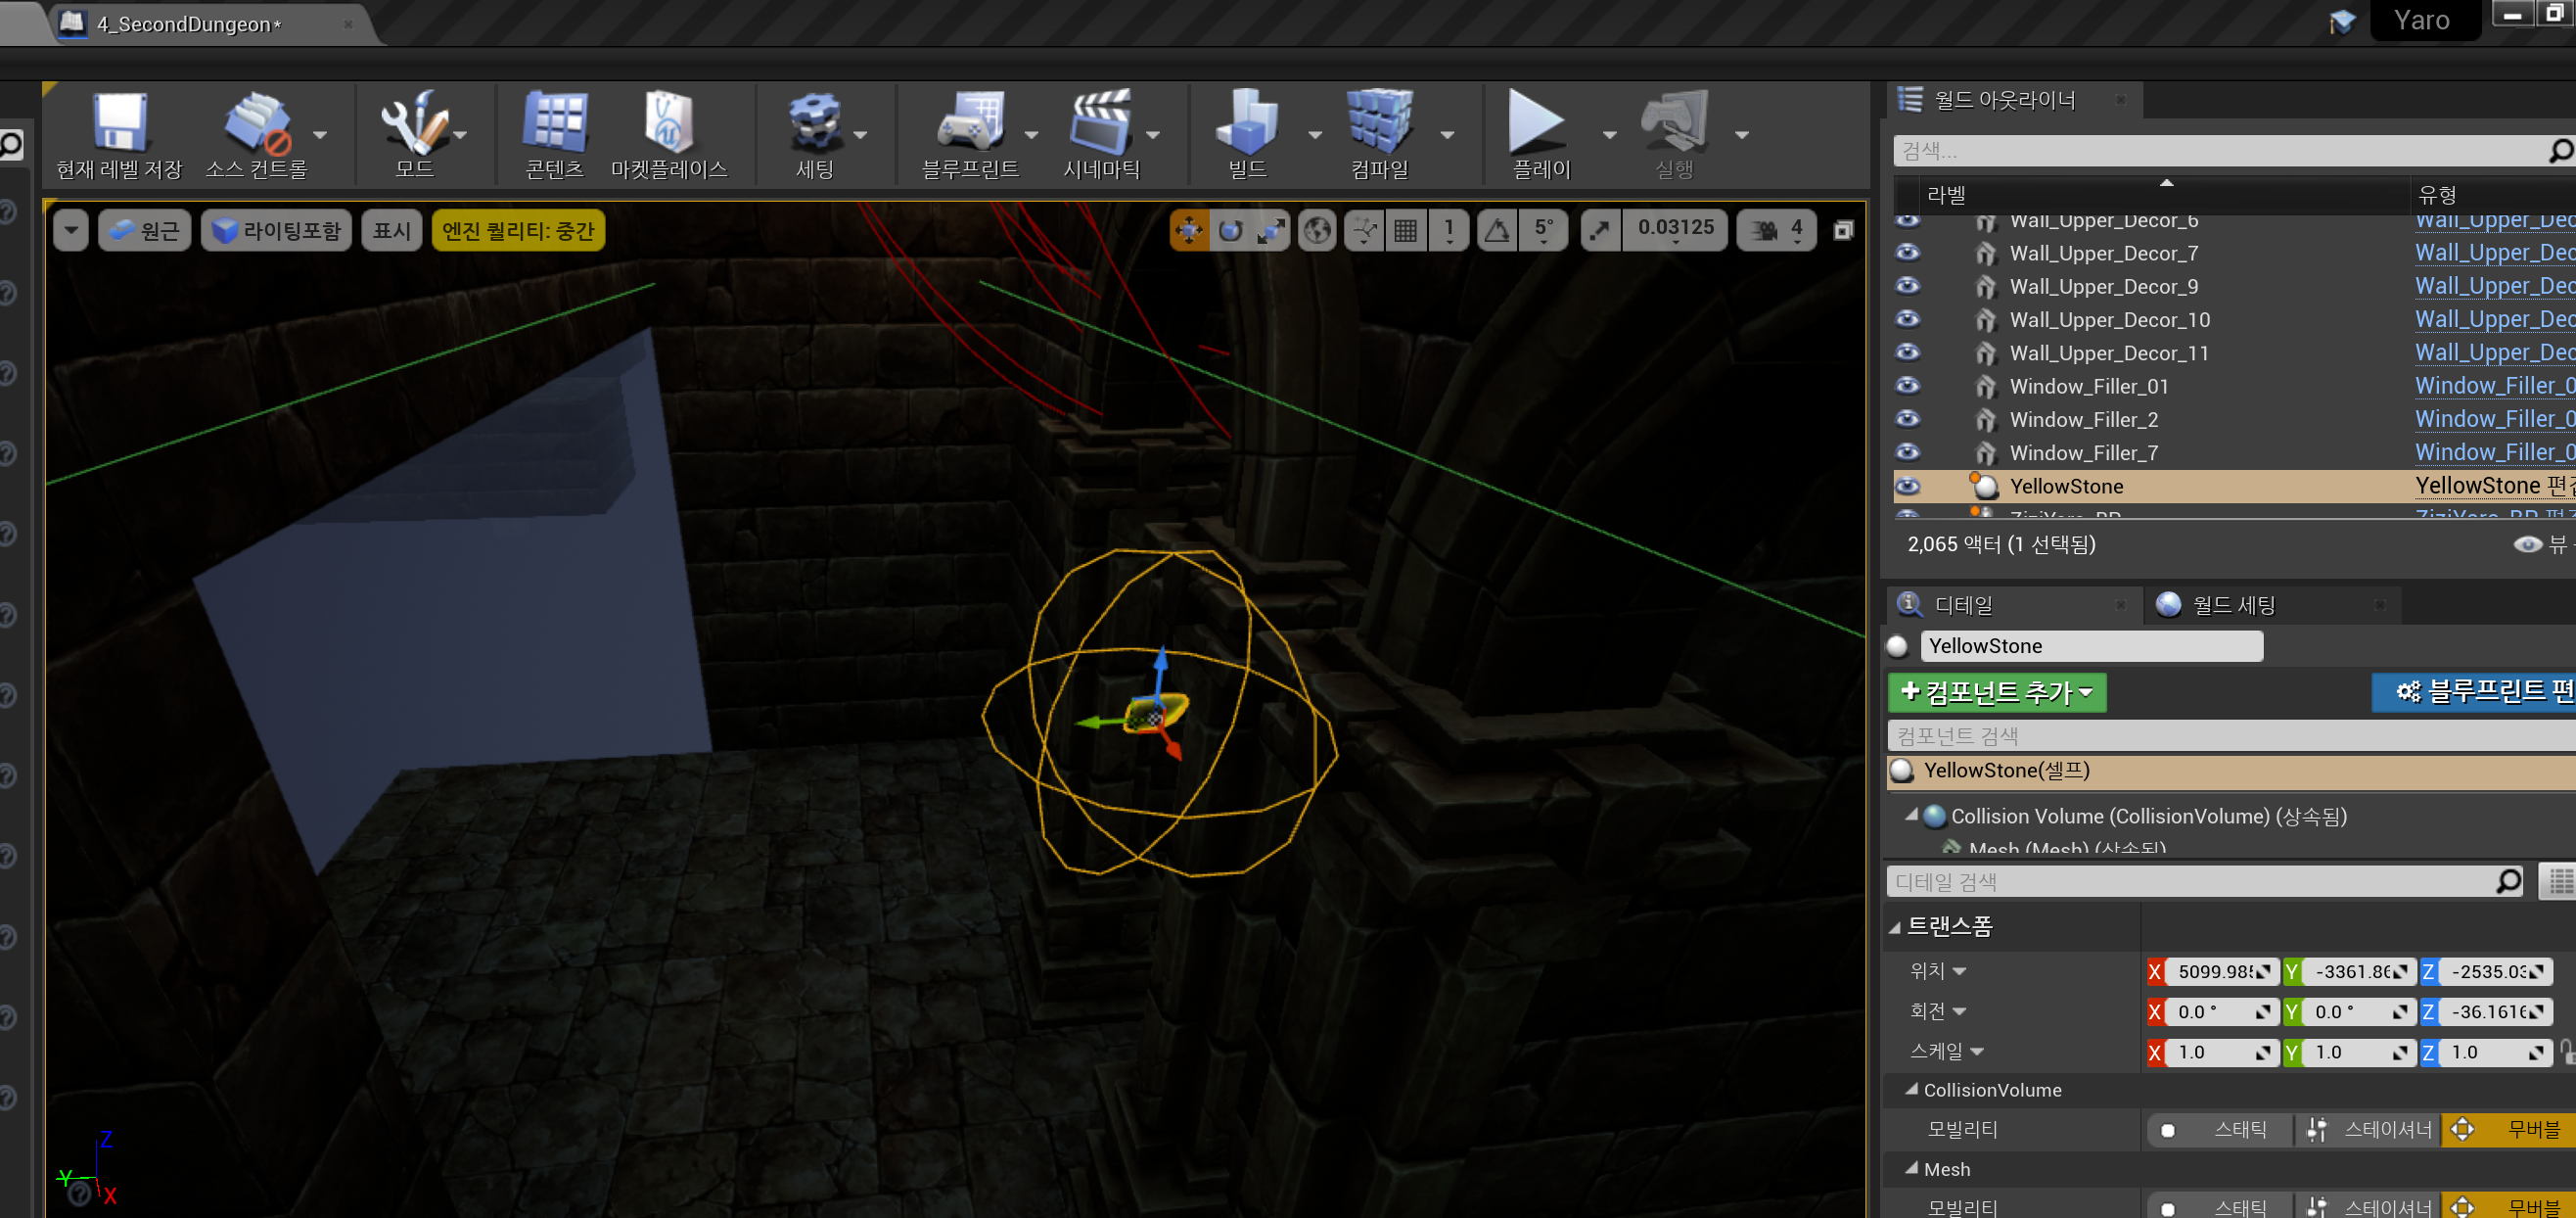 4_SecondDungeon*
Yaro
현재 레벨 저장
소스 컨트롤
모드
콘텐츠
마켓플레이스
세팅
블루프린트
시네마틱
빌드
컴파일
플레이
실행
원근
라이팅포함
표시
엔진 퀄리티: 중간
1
5°
0.03125
4
Z
Y
X
월드 아웃라이너
검색...
라벨 유형
Wall_Upper_Decor_6 Wall_Upper_Dec
Wall_Upper_Decor_7 Wall_Upper_Dec
Wall_Upper_Decor_9 Wall_Upper_Dec
Wall_Upper_Decor_10 Wall_Upper_Dec
Wall_Upper_Decor_11 Wall_Upper_Dec
Window_Filler_01 Window_Filler_0
Window_Filler_2 Window_Filler_0
Window_Filler_7 Window_Filler_0
YellowStone YellowStone 편집
2,065 액터 (1 선택됨) 뷰
디테일 월드 세팅
YellowStone
+컴포넌트 추가 블루프린트 편
컴포넌트 검색
YellowStone(셀프)
Collision Volume (CollisionVolume) (상속됨)
Mesh (Mesh) (상속됨)
디테일 검색
트랜스폼
위치 X 5099.985 Y -3361.86 Z -2535.03
회전 X 0.0 ° Y 0.0 ° Z -36.1616
스케일 X 1.0 Y 1.0 Z 1.0
CollisionVolume
모빌리티 스태틱 스테이셔너 무버블
Mesh
모빌리티 스태틱 스테이셔너 무버블